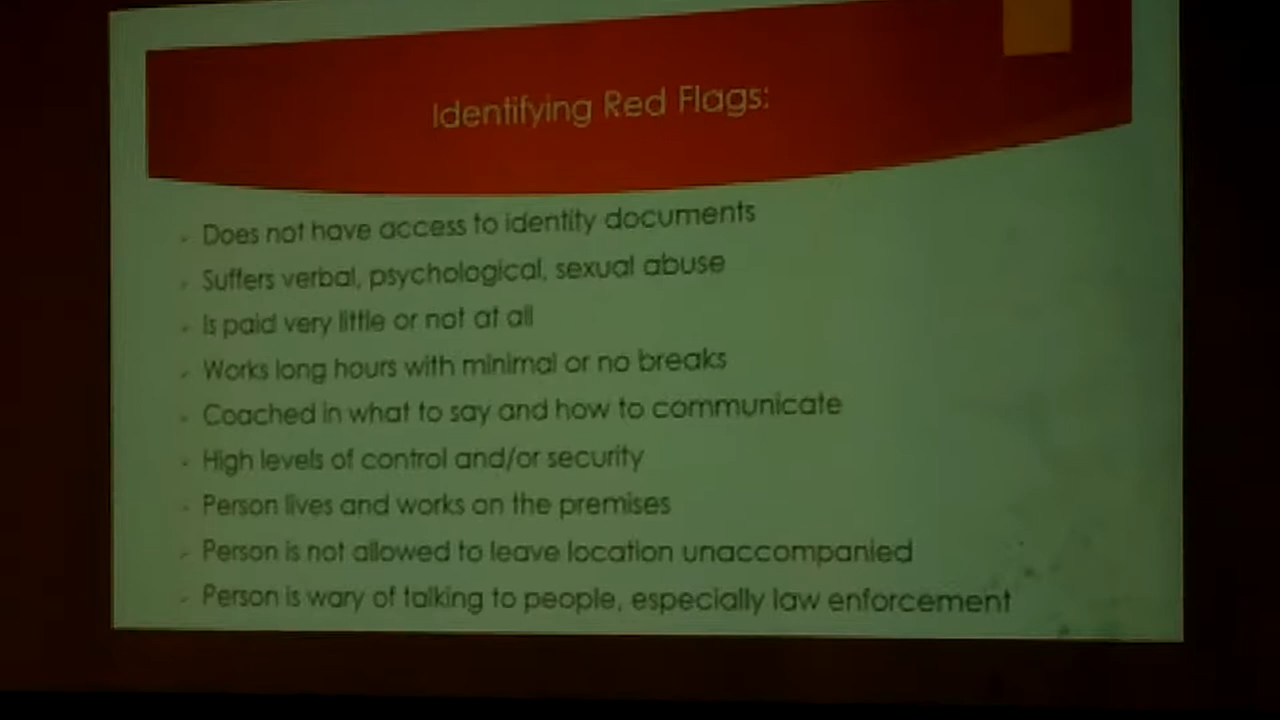 Identifying Red Flags:
Does not have access to identity documents
Suffers verbal, psychological, sexual abuse
Is paid very little or not at all
Works long hours with minimal or no breaks
Coached in what to say and how to communicate
High levels of control and/or security
Person lives and works on the premises
Person is not allowed to leave location unaccompanied
Person is wary of talking to people, especially law enforcement